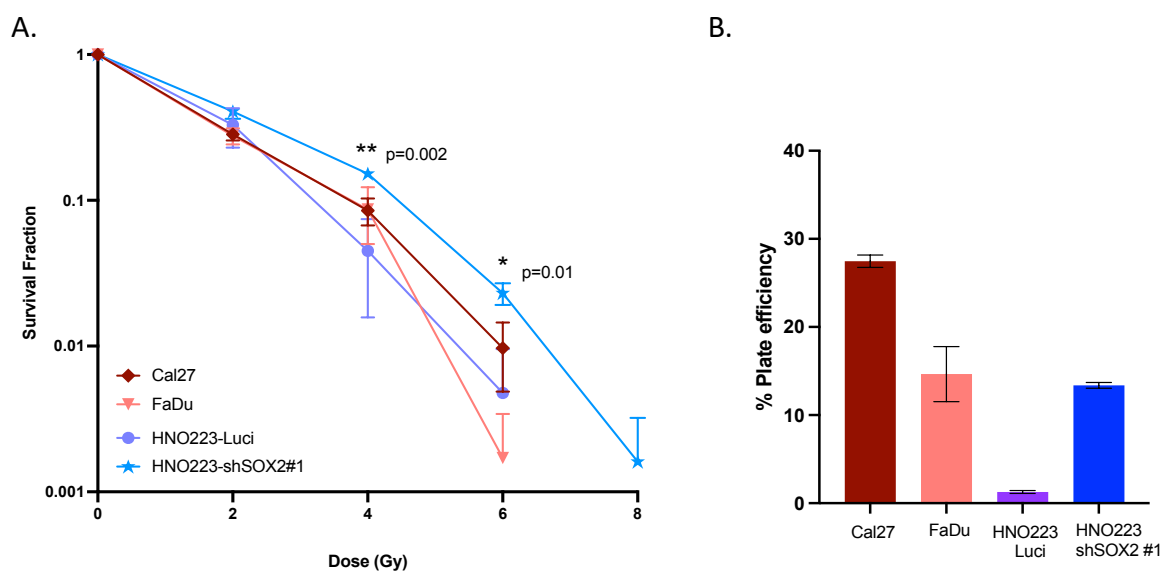 A.
B.
Survival Fraction
1
0.1
0.01
0.001
** p=0.002
* p=0.01
Cal27
FaDu
HNO223-Luci
HNO223-shSOX2#1
0 2 4 6 8
Dose (Gy)
% Plate efficiency
40
30
20
10
0
Cal27 FaDu HNO223 HNO223
Luci shSOX2 #1